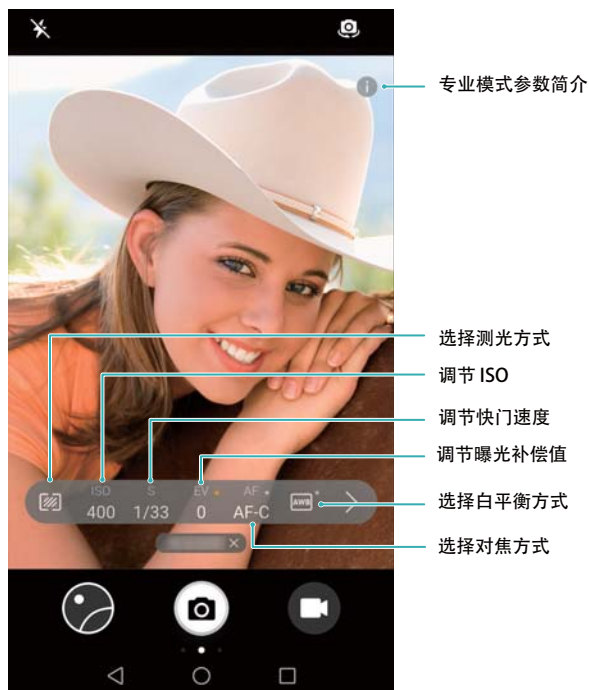 专业模式参数简介
选择测光方式
调节 ISO
调节快门速度
调节曝光补偿值
ISO S EV AF
400 1/33 0 AF-C AWB
选择白平衡方式
选择对焦方式